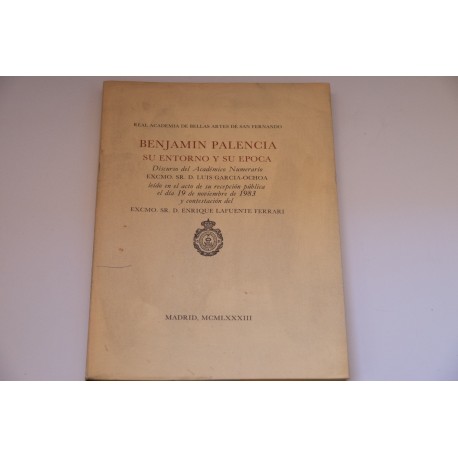 REAL ACADEMIA DE BELLAS ARTES DE SAN FERNANDO
BENJAMIN PALENCIA
SU ENTORNO Y SU EPOCA
Discurso del Académico Numerario
EXCMO. SR. D. LUIS GARCIA-OCHOA
leído en el acto de su recepción pública
el día 19 de noviembre de 1983
y contestación del
EXCMO. SR. D. ENRIQUE LAFUENTE FERRARI
MADRID, MCMLXXXIII